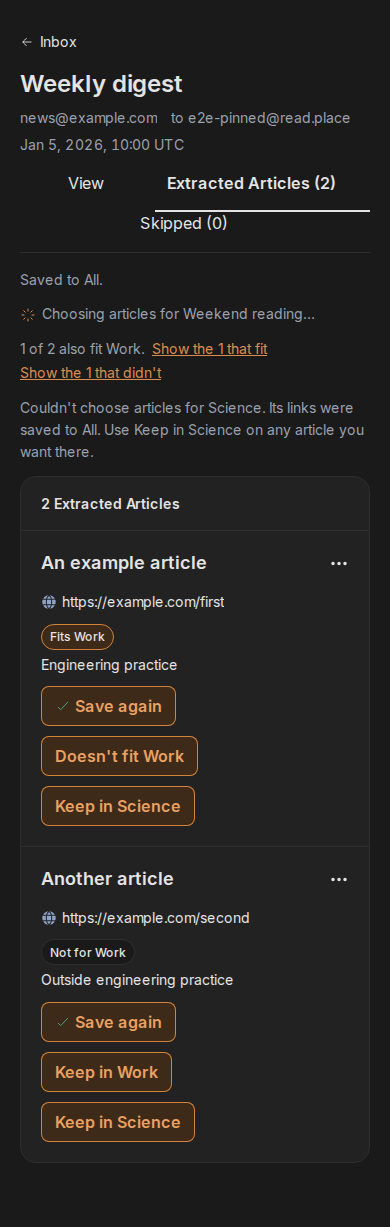 ← Inbox
Weekly digest
news@example.com to e2e-pinned@read.place
Jan 5, 2026, 10:00 UTC
View
Extracted Articles (2)
Skipped (0)
Saved to All.
Choosing articles for Weekend reading...
1 of 2 also fit Work. Show the 1 that fit
Show the 1 that didn't
Couldn't choose articles for Science. Its links were
saved to All. Use Keep in Science on any article you
want there.
2 Extracted Articles
An example article
https://example.com/first
Fits Work
Engineering practice
✓ Save again
Doesn't fit Work
Keep in Science
Another article
https://example.com/second
Not for Work
Outside engineering practice
✓ Save again
Keep in Work
Keep in Science